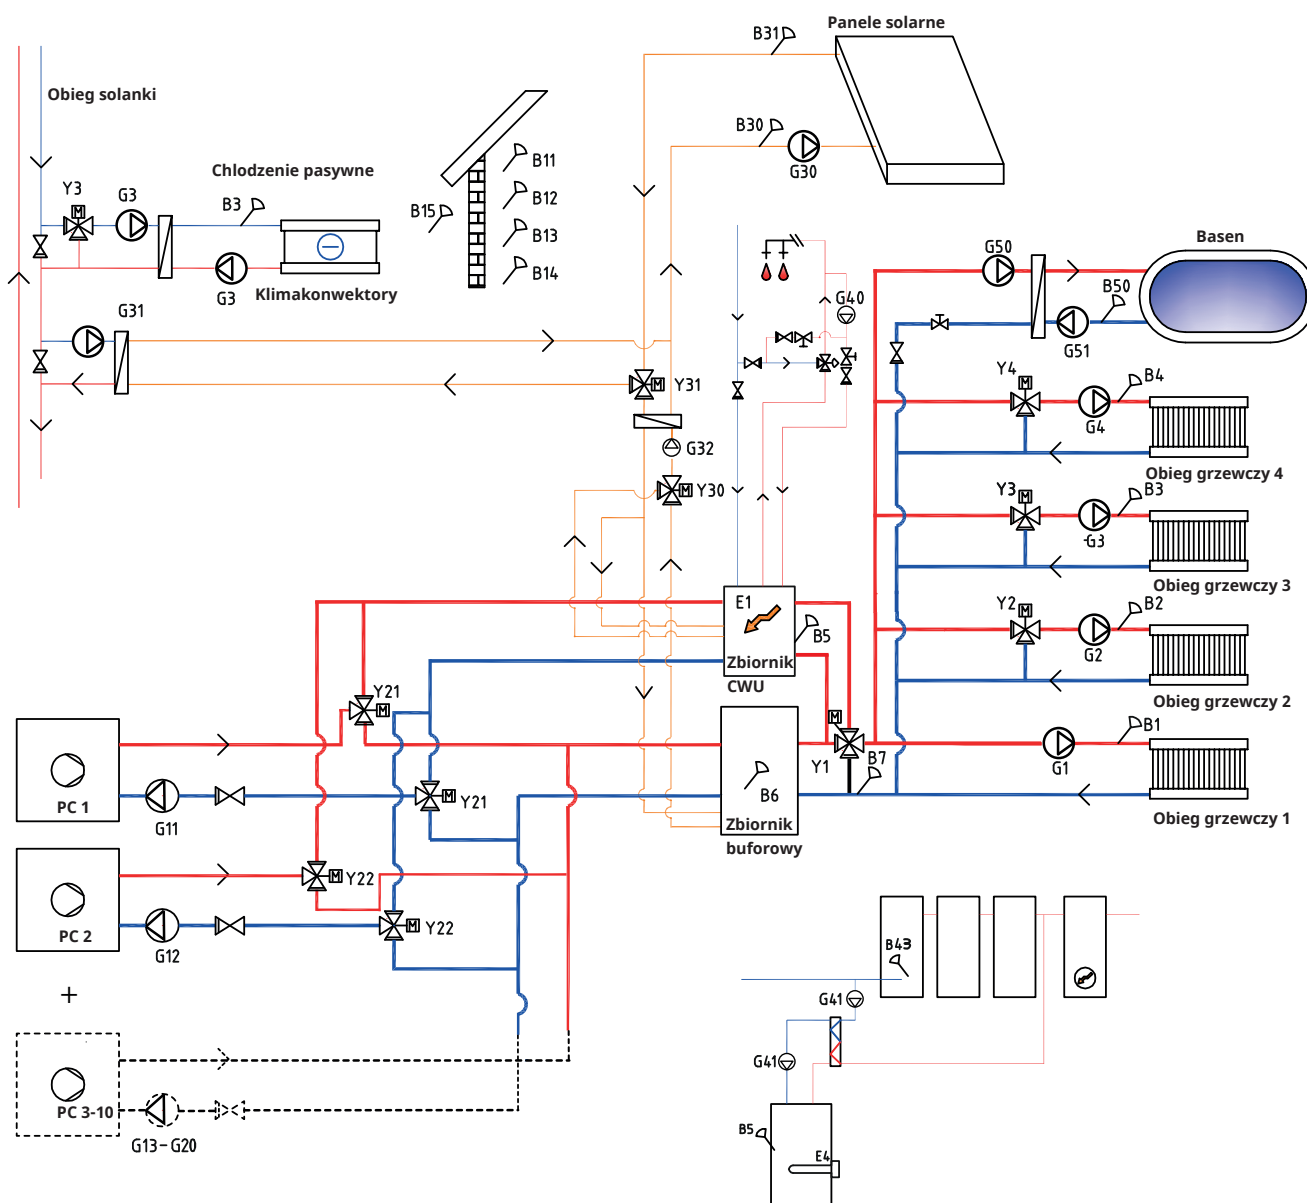 Panele solarne
B31
Obieg solanki
B30
G30
Chlodzenie pasywne
B11
B12
B13
B14
B15
Y3
M
G3
B3
G3
Klimakonwektory
G31
G50
Basen
B50
G51
G40
Y31
M
G32
Y30
M
Y4
M
B4
G4
Obieg grzewczy 4
Y3
M
B3
-G3
Obieg grzewczy 3
Y2
M
B2
G2
Obieg grzewczy 2
E1
B5
Zbiornik
CWU
Y21
M
M
Y1
B7
B1
G1
Obieg grzewczy 1
B6
Zbiornik
buforowy
PC 1
G11
M
Y21
PC 2
G12
M
Y22
M
Y22
+
PC 3-10
G13-G20
B43
G41
G41
B5
E4